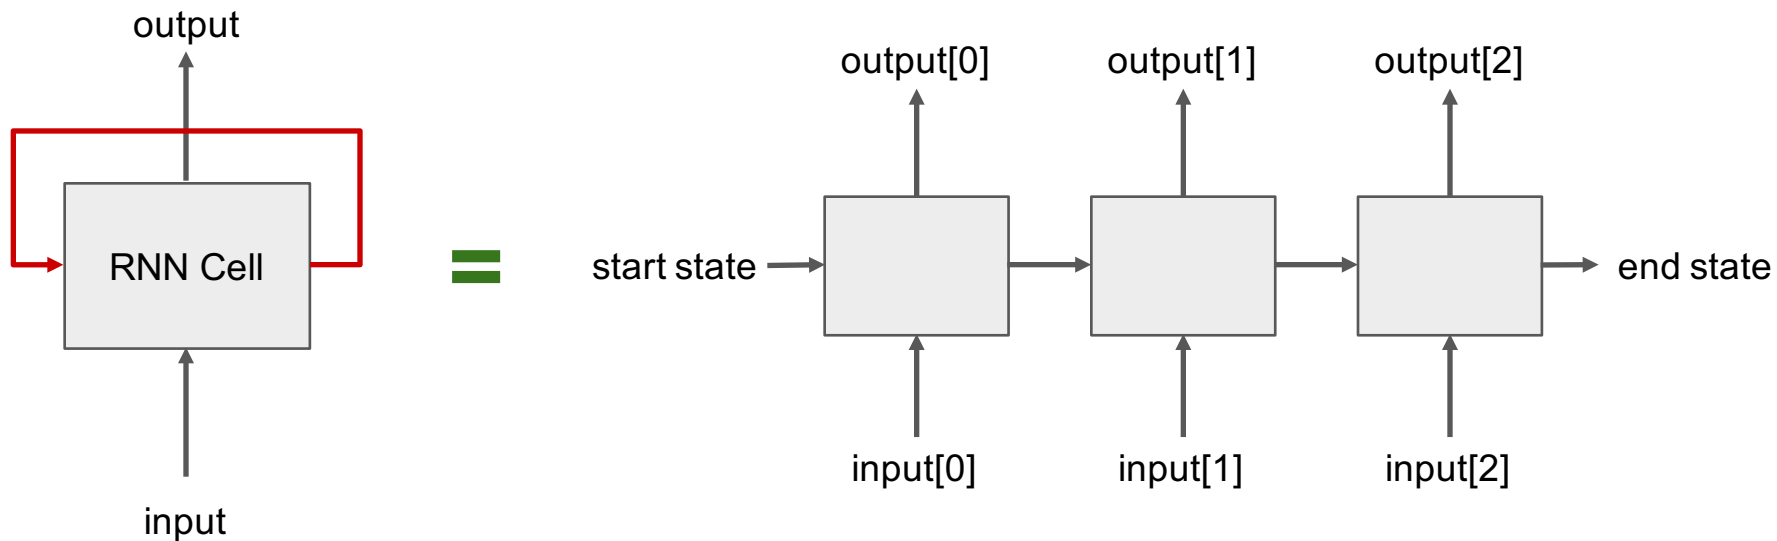 output
RNN Cell
input
=
output[0]
output[1]
output[2]
start state
end state
input[0]
input[1]
input[2]